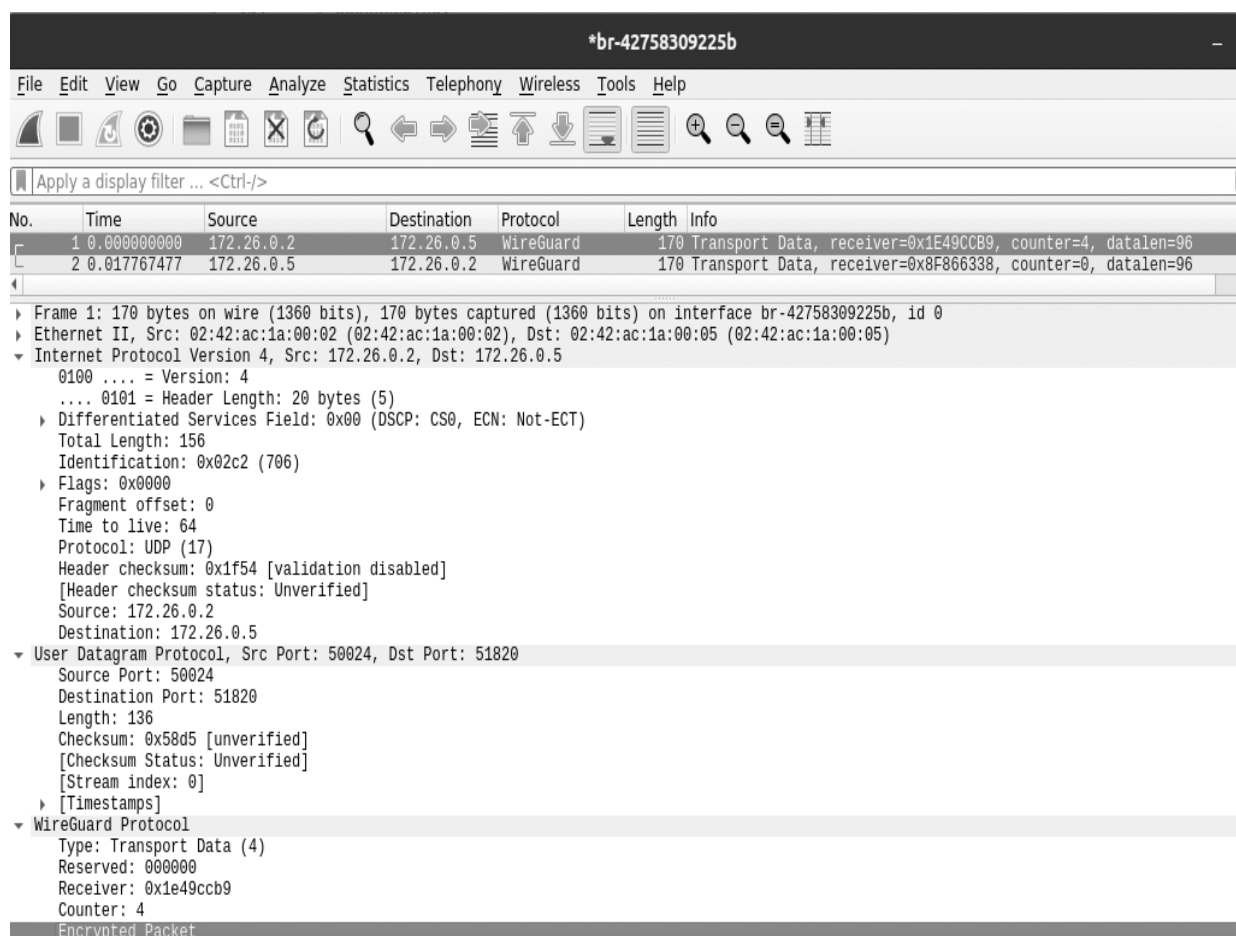 *br-42758309225b
File Edit View Go Capture Analyze Statistics Telephony Wireless Tools Help
Apply a display filter ... <Ctrl-/>
No. Time Source Destination Protocol Length Info
1 0.000000000 172.26.0.2 172.26.0.5 WireGuard 170 Transport Data, receiver=0x1E49CCB9, counter=4, datalen=96
2 0.017767477 172.26.0.5 172.26.0.2 WireGuard 170 Transport Data, receiver=0x8F866338, counter=0, datalen=96
Frame 1: 170 bytes on wire (1360 bits), 170 bytes captured (1360 bits) on interface br-42758309225b, id 0
Ethernet II, Src: 02:42:ac:1a:00:02 (02:42:ac:1a:00:02), Dst: 02:42:ac:1a:00:05 (02:42:ac:1a:00:05)
Internet Protocol Version 4, Src: 172.26.0.2, Dst: 172.26.0.5
0100 .... = Version: 4
.... 0101 = Header Length: 20 bytes (5)
Differentiated Services Field: 0x00 (DSCP: CS0, ECN: Not-ECT)
Total Length: 156
Identification: 0x02c2 (706)
Flags: 0x0000
Fragment offset: 0
Time to live: 64
Protocol: UDP (17)
Header checksum: 0x1f54 [validation disabled]
[Header checksum status: Unverified]
Source: 172.26.0.2
Destination: 172.26.0.5
User Datagram Protocol, Src Port: 50024, Dst Port: 51820
Source Port: 50024
Destination Port: 51820
Length: 136
Checksum: 0x58d5 [unverified]
[Checksum Status: Unverified]
[Stream index: 0]
[Timestamps]
WireGuard Protocol
Type: Transport Data (4)
Reserved: 000000
Receiver: 0x1e49ccb9
Counter: 4
Encrypted Packet